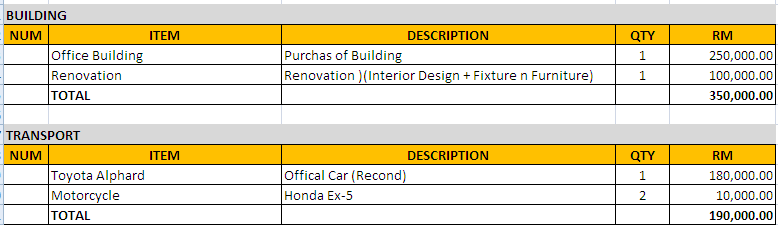 BUILDING
NUM ITEM DESCRIPTION QTY RM
Office Building Purchas of Building 1 250,000.00
Renovation Renovation )(Interior Design + Fixture n Furniture) 1 100,000.00
TOTAL 350,000.00
TRANSPORT
NUM ITEM DESCRIPTION QTY RM
Toyota Alphard Offical Car (Recond) 1 180,000.00
Motorcycle Honda Ex-5 2 10,000.00
TOTAL 190,000.00